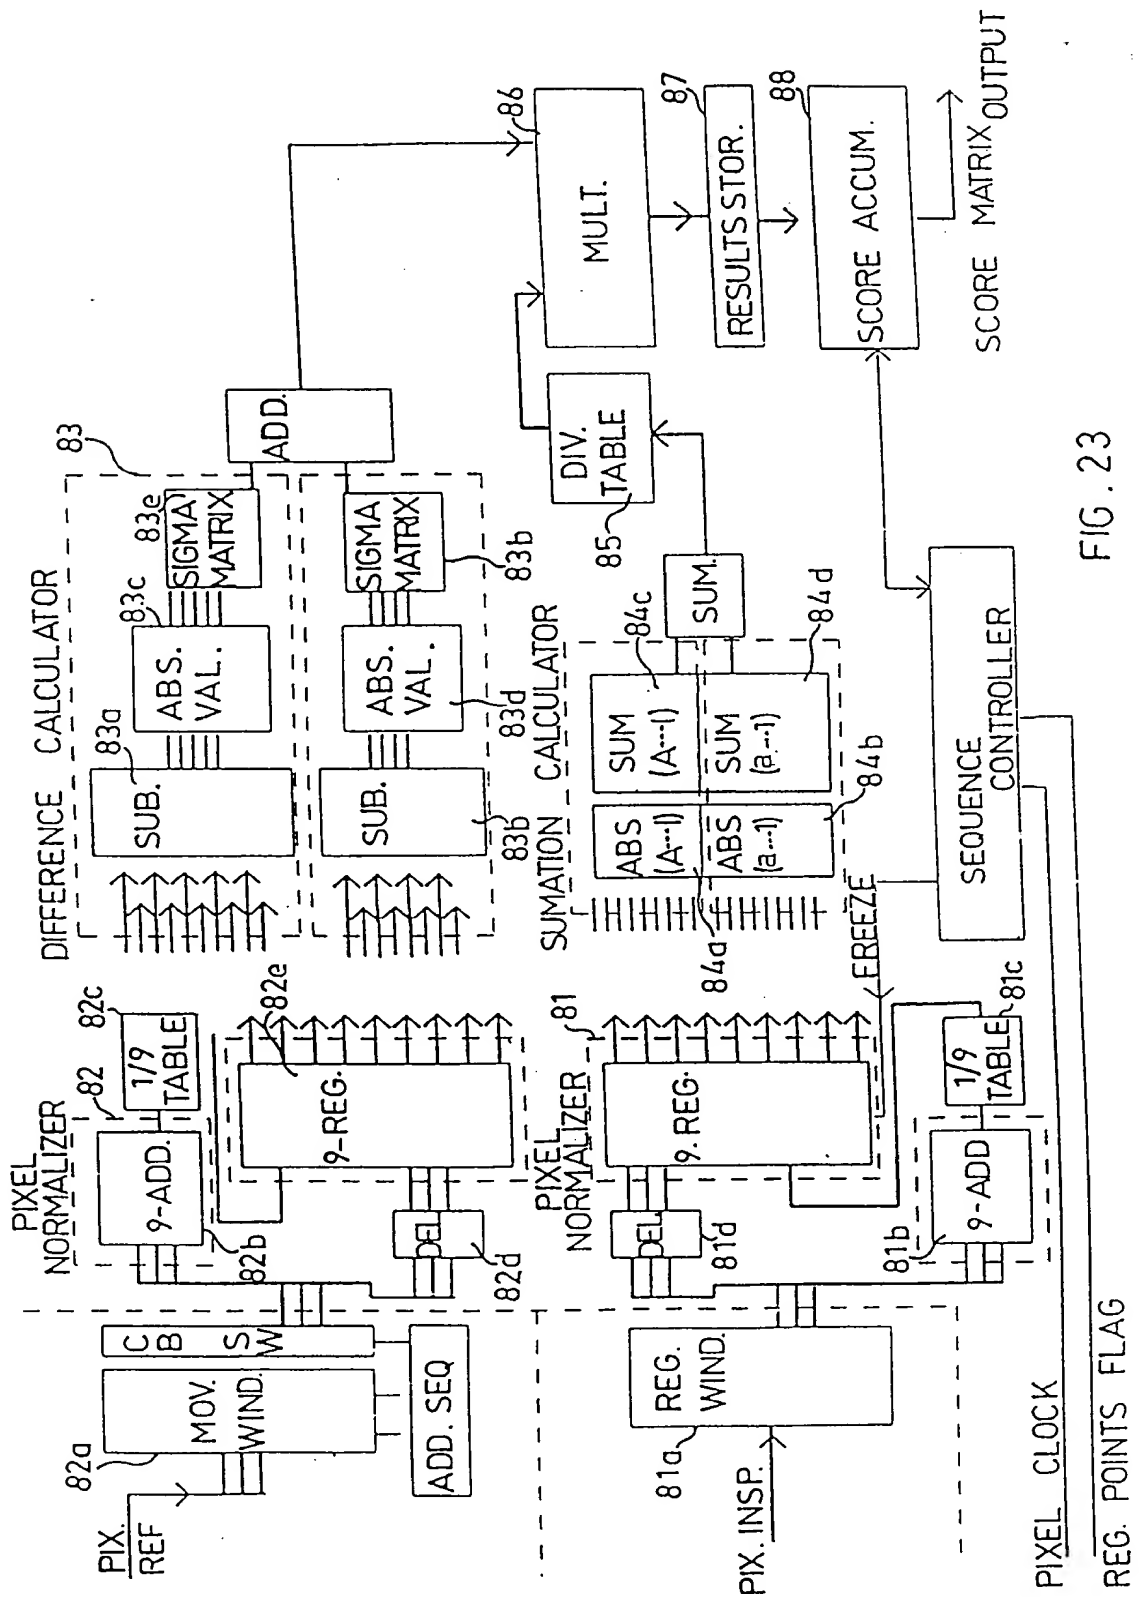 PIX.
REF
82a
MOV.
WIND.
C
B
S
W
ADD. SEQ
PIXEL
NORMALIZER
82
9-ADD.
82b
82c
1/9
TABLE
82e
9-REG.
DEL
82d
DIFFERENCE CALCULATOR
83
83a
SUB.
83c
ABS.
VAL.
83e
SIGMA
MATRIX
SUB.
83b
ABS.
VAL.
83d
SIGMA
MATRIX
83b
ADD.
86
MULT.
87
RESULTS STOR.
88
SCORE ACCUM.
SCORE MATRIX
OUTPUT
PIX. INSP.
81a
REG.
WIND.
PIXEL
NORMALIZER
81
9. REG.
DEL
81d
81b
9-ADD
1/9
TABLE
81c
SUMATION CALCULATOR
84a
ABS
(A---I)
ABS
(a---1)
84b
84c
SUM
(A---I)
SUM
(a---1)
84d
SUM.
85
DIV.
TABLE
FREEZE
SEQUENCE
CONTROLLER
PIXEL CLOCK
REG. POINTS FLAG
FIG. 23